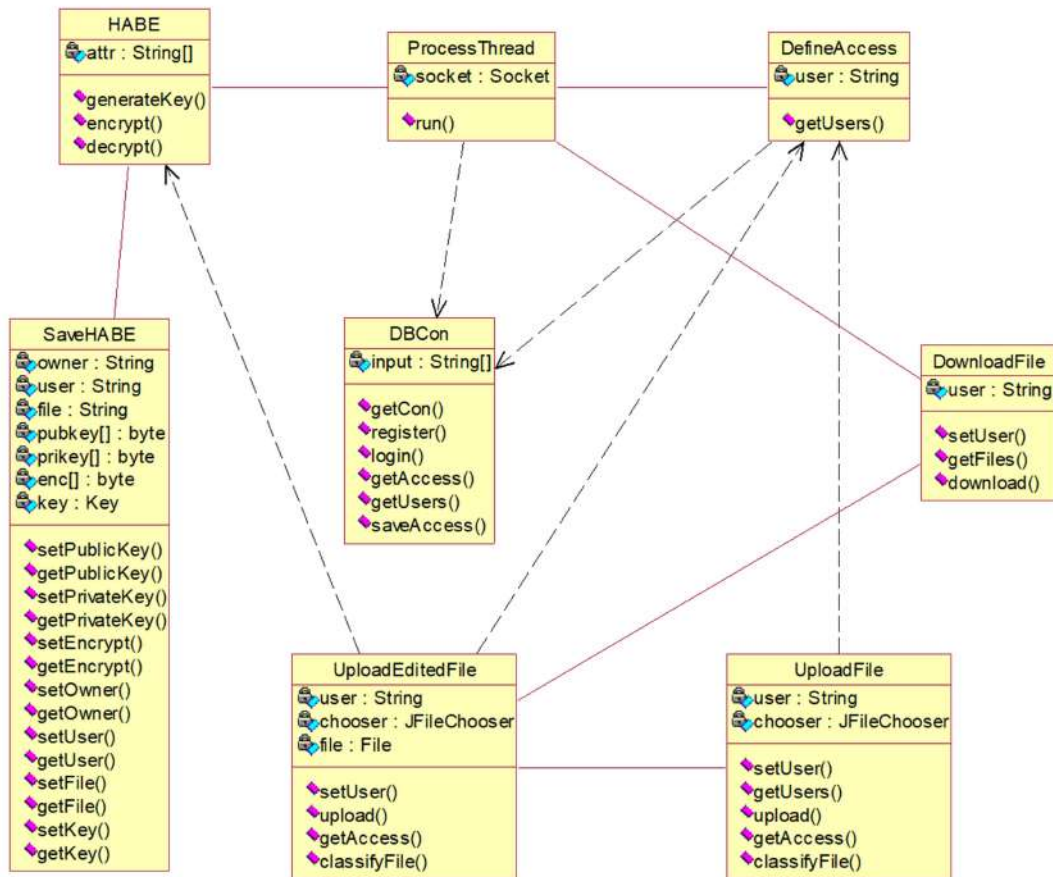 HABE
attr : String[]
generateKey()
encrypt()
decrypt()
ProcessThread
socket : Socket
run()
DefineAccess
user : String
getUsers()
SaveHABE
owner : String
user : String
file : String
pubkey[] : byte
prikey[] : byte
enc[] : byte
key : Key
setPublicKey()
getPublicKey()
setPrivateKey()
getPrivateKey()
setEncrypt()
getEncrypt()
setOwner()
getOwner()
setUser()
getUser()
setFile()
getFile()
setKey()
getKey()
DBCon
input : String[]
getCon()
register()
login()
getAccess()
getUsers()
saveAccess()
DownloadFile
user : String
setUser()
getFiles()
download()
UploadEditedFile
user : String
chooser : JFileChooser
file : File
setUser()
upload()
getAccess()
classifyFile()
UploadFile
user : String
chooser : JFileChooser
setUser()
getUsers()
upload()
getAccess()
classifyFile()